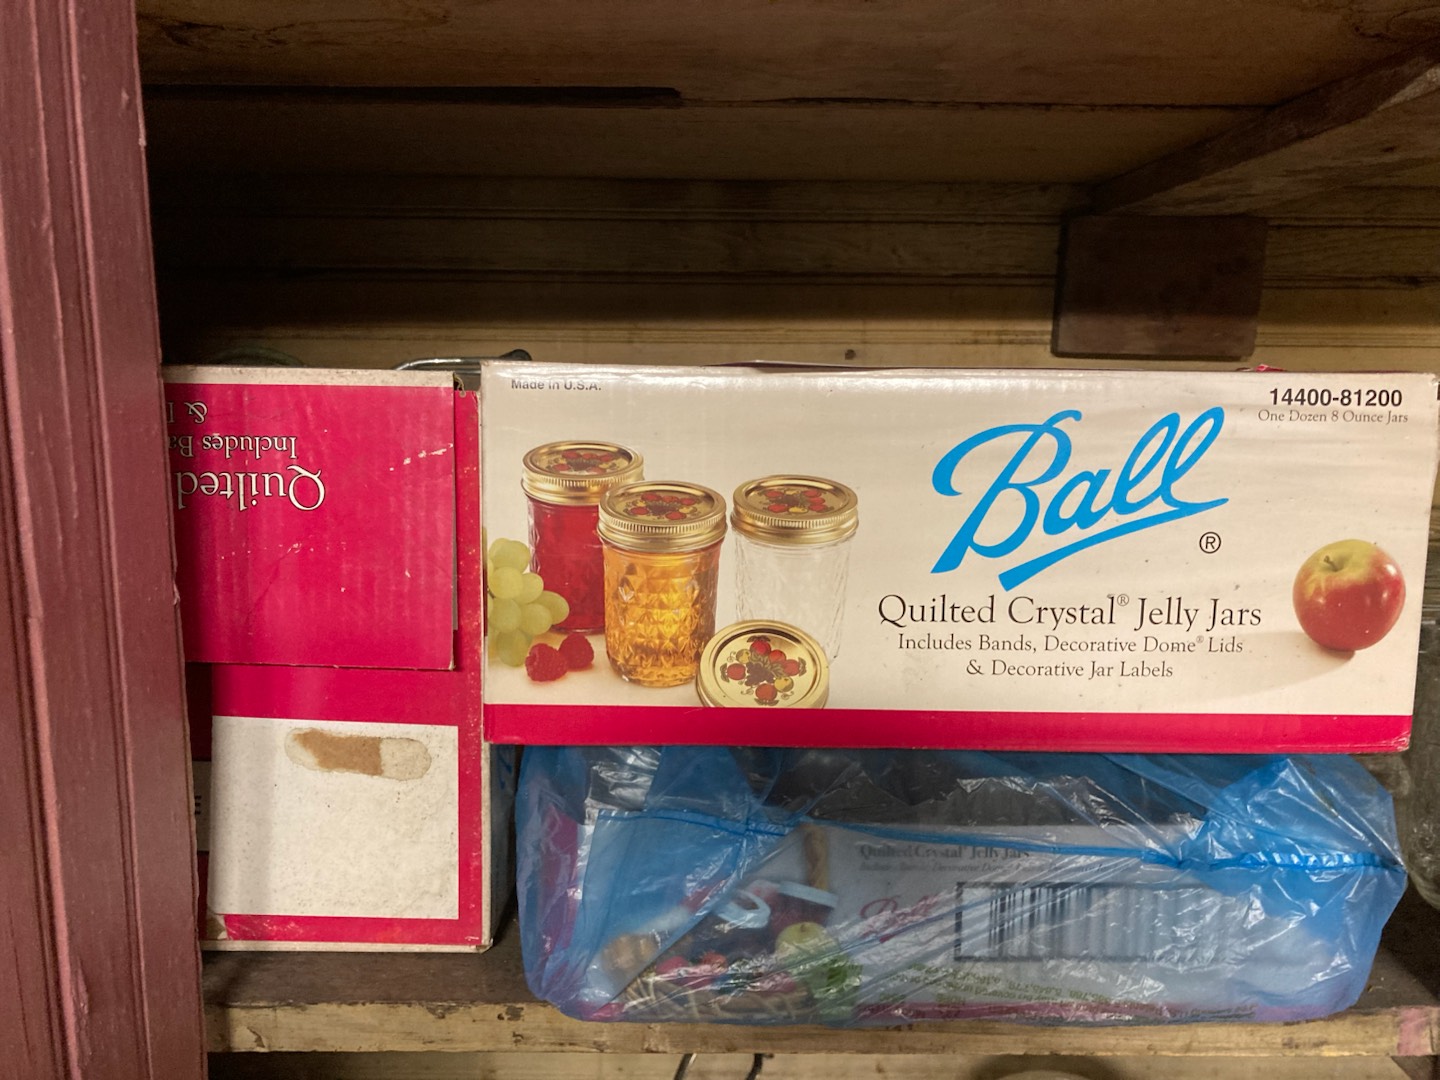 Made in U.S.A.
14400-81200
One Dozen 8 Ounce Jars
Ball®
Quilted Crystal® Jelly Jars
Includes Bands, Decorative Dome® Lids
& Decorative Jar Labels
Quilted
Includes
&
Quilted Crystal® Jelly Jars
Ball